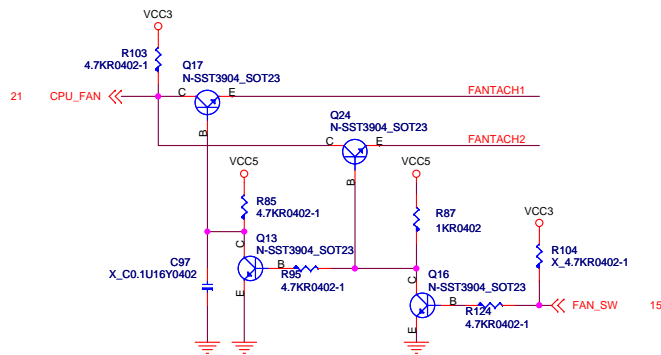 VCC3
R103
4.7KR0402-1
Q17
N-SST3904_SOT23
21 CPU_FAN
C
E
B
FANTACH1
Q24
N-SST3904_SOT23
C
E
B
FANTACH2
VCC5
VCC5
R85
4.7KR0402-1
R87
1KR0402
VCC3
Q13
N-SST3904_SOT23
R104
X_4.7KR0402-1
C97
X_C0.1U16Y0402
C
B
E
R95
4.7KR0402-1
Q16
N-SST3904_SOT23
C
B
E
R124
4.7KR0402-1
FAN_SW 15